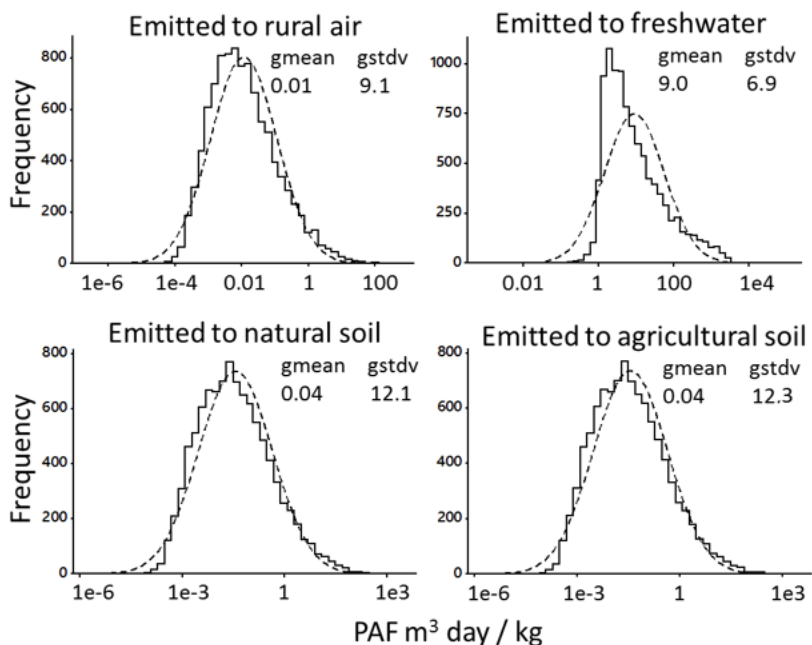 Emitted to rural air
gmean gstdv
0.01 9.1
Frequency
800
600
400
200
0
1e-6 1e-4 0.01 1 100
Emitted to freshwater
gmean gstdv
9.0 6.9
1000
750
500
250
0
0.01 1 100 1e4
Emitted to natural soil
gmean gstdv
0.04 12.1
Frequency
800
600
400
200
0
1e-6 1e-3 1 1e3
Emitted to agricultural soil
gmean gstdv
0.04 12.3
800
600
400
200
0
1e-6 1e-3 1 1e3
PAF m³ day / kg